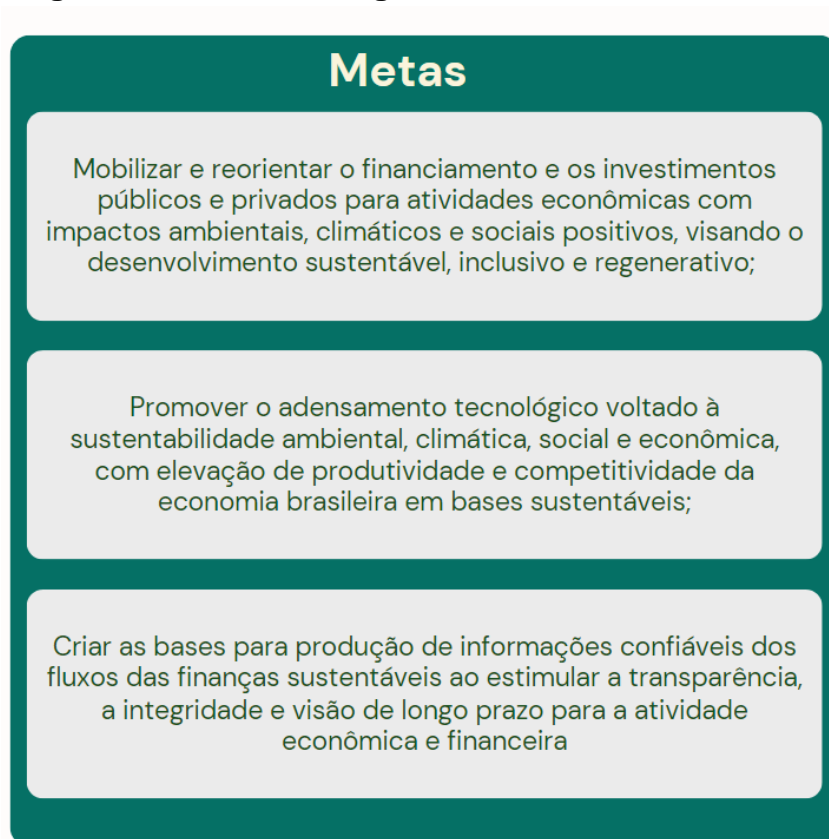 Metas
Mobilizar e reorientar o financiamento e os investimentos
públicos e privados para atividades econômicas com
impactos ambientais, climáticos e sociais positivos, visando o
desenvolvimento sustentável, inclusivo e regenerativo;
Promover o adensamento tecnológico voltado à
sustentabilidade ambiental, climática, social e econômica,
com elevação de produtividade e competitividade da
economia brasileira em bases sustentáveis;
Criar as bases para produção de informações confiáveis dos
fluxos das finanças sustentáveis ao estimular a transparência,
a integridade e visão de longo prazo para a atividade
econômica e financeira